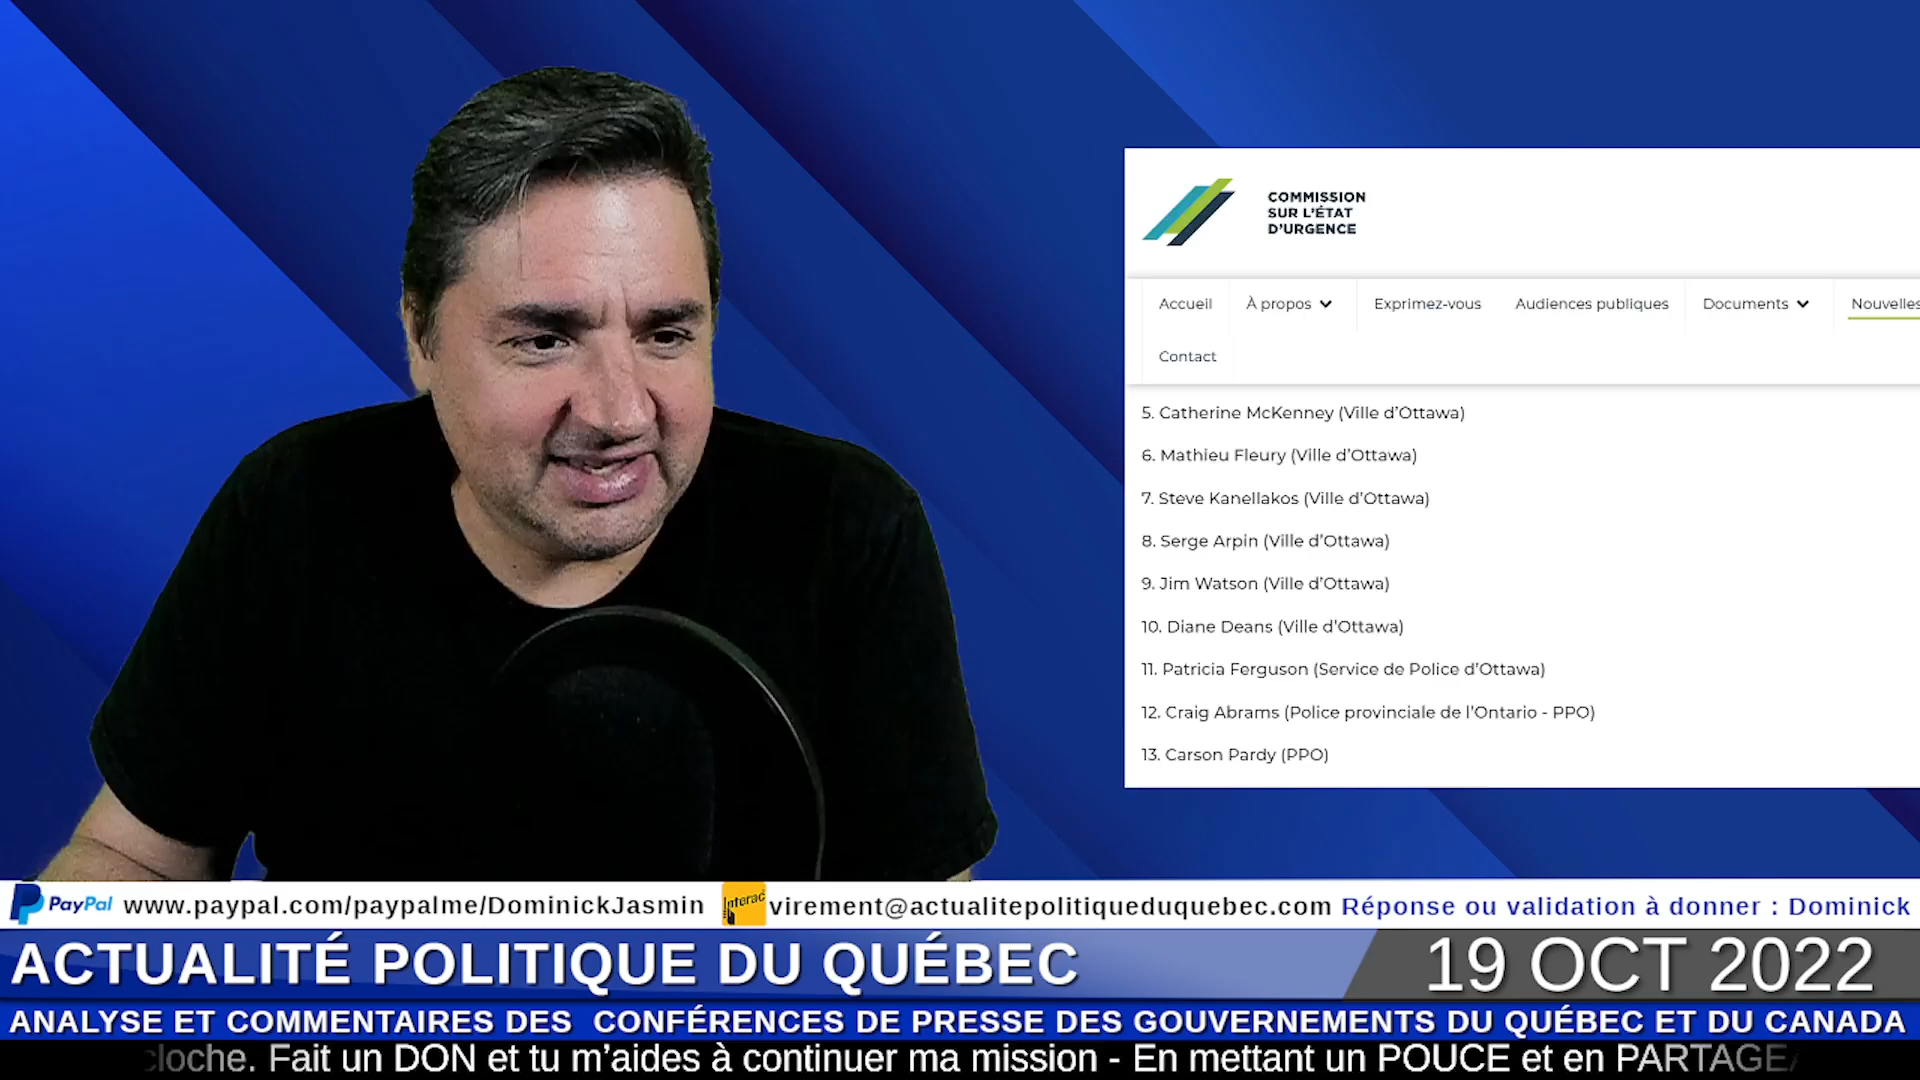 COMMISSION
SUR L'ÉTAT
D'URGENCE
Accueil À propos Exprimez-vous Audiences publiques Documents Nouvelles
Contact
5. Catherine McKenney (Ville d'Ottawa)
6. Mathieu Fleury (Ville d'Ottawa)
7. Steve Kanellakos (Ville d'Ottawa)
8. Serge Arpin (Ville d'Ottawa)
9. Jim Watson (Ville d'Ottawa)
10. Diane Deans (Ville d'Ottawa)
11. Patricia Ferguson (Service de Police d'Ottawa)
12. Craig Abrams (Police provinciale de l'Ontario - PPO)
13. Carson Pardy (PPO)
PayPal www.paypal.com/paypalme/DominickJasmin Interac virement@actualitepolitiqueduquebec.com Réponse ou validation à donner : Dominick
ACTUALITÉ POLITIQUE DU QUÉBEC 19 OCT 2022
ANALYSE ET COMMENTAIRES DES CONFÉRENCES DE PRESSE DES GOUVERNEMENTS DU QUÉBEC ET DU CANADA
cloche. Fait un DON et tu m'aides à continuer ma mission - En mettant un POUCE et en PARTAGEA